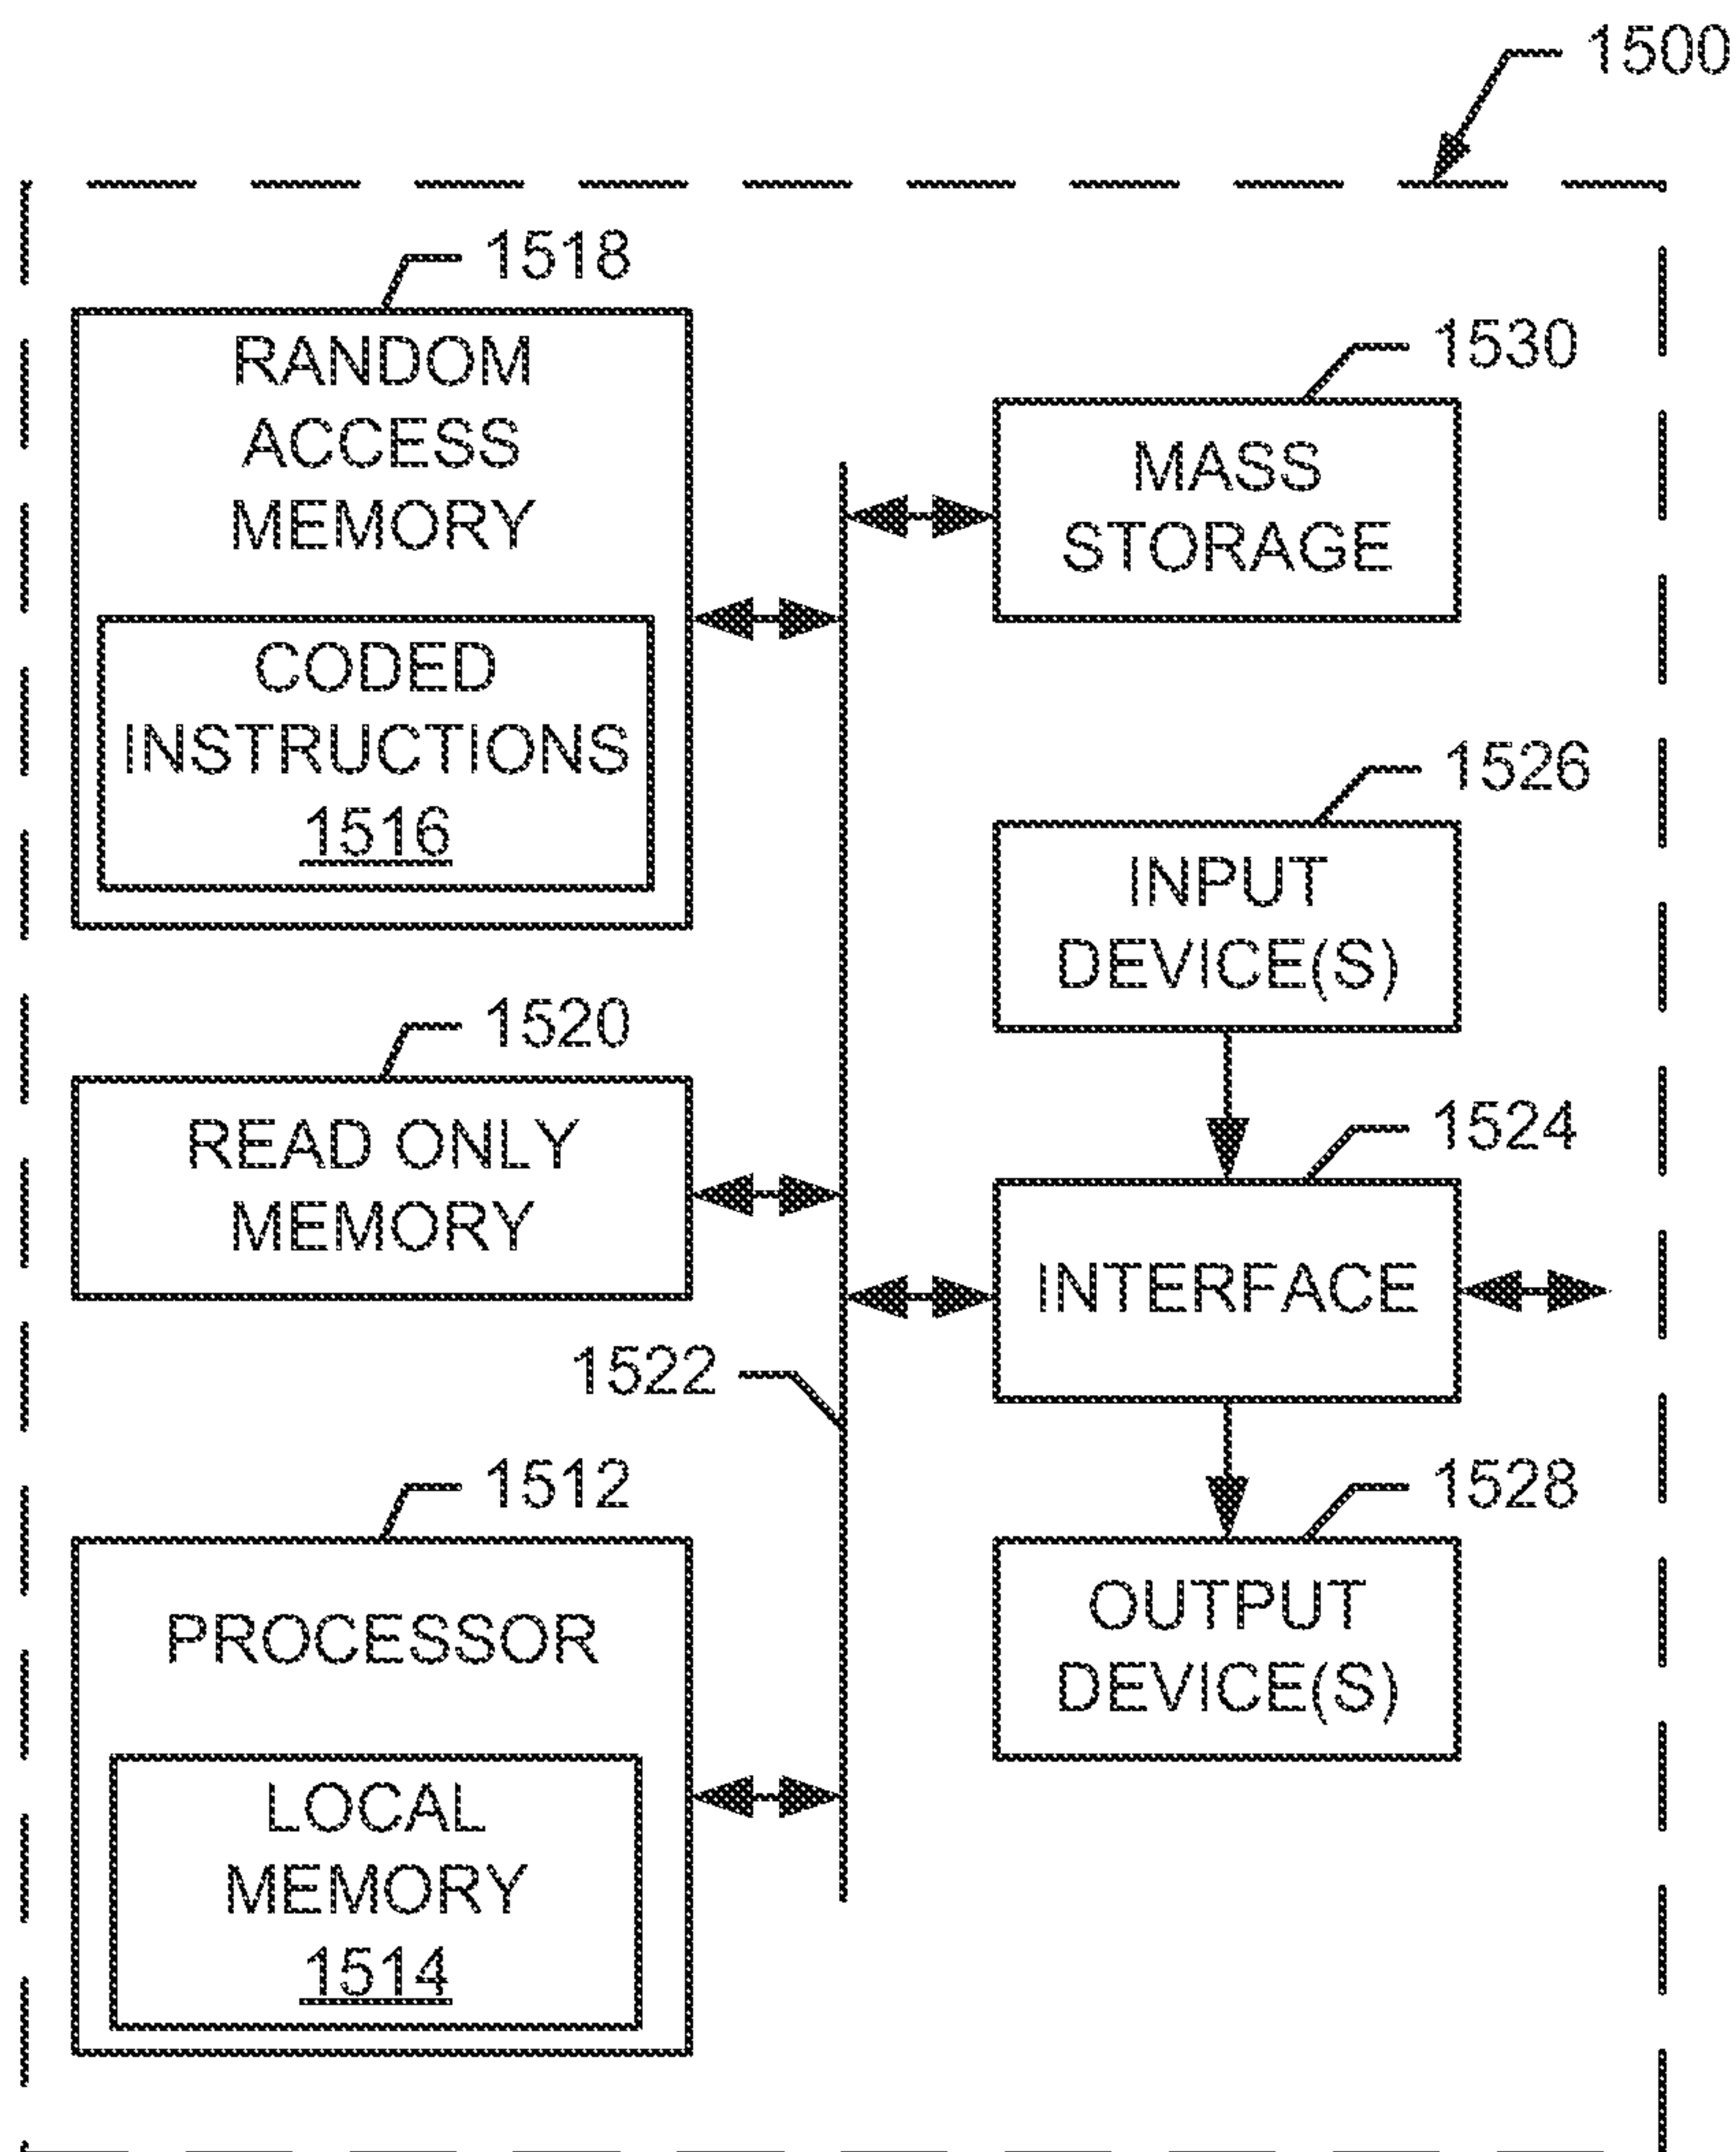 1500
1518
RANDOM
ACCESS
MEMORY
CODED
INSTRUCTIONS
1516
1530
MASS
STORAGE
1526
INPUT
DEVICE(S)
1520
READ ONLY
MEMORY
1524
INTERFACE
1522
1512
PROCESSOR
LOCAL
MEMORY
1514
1528
OUTPUT
DEVICE(S)